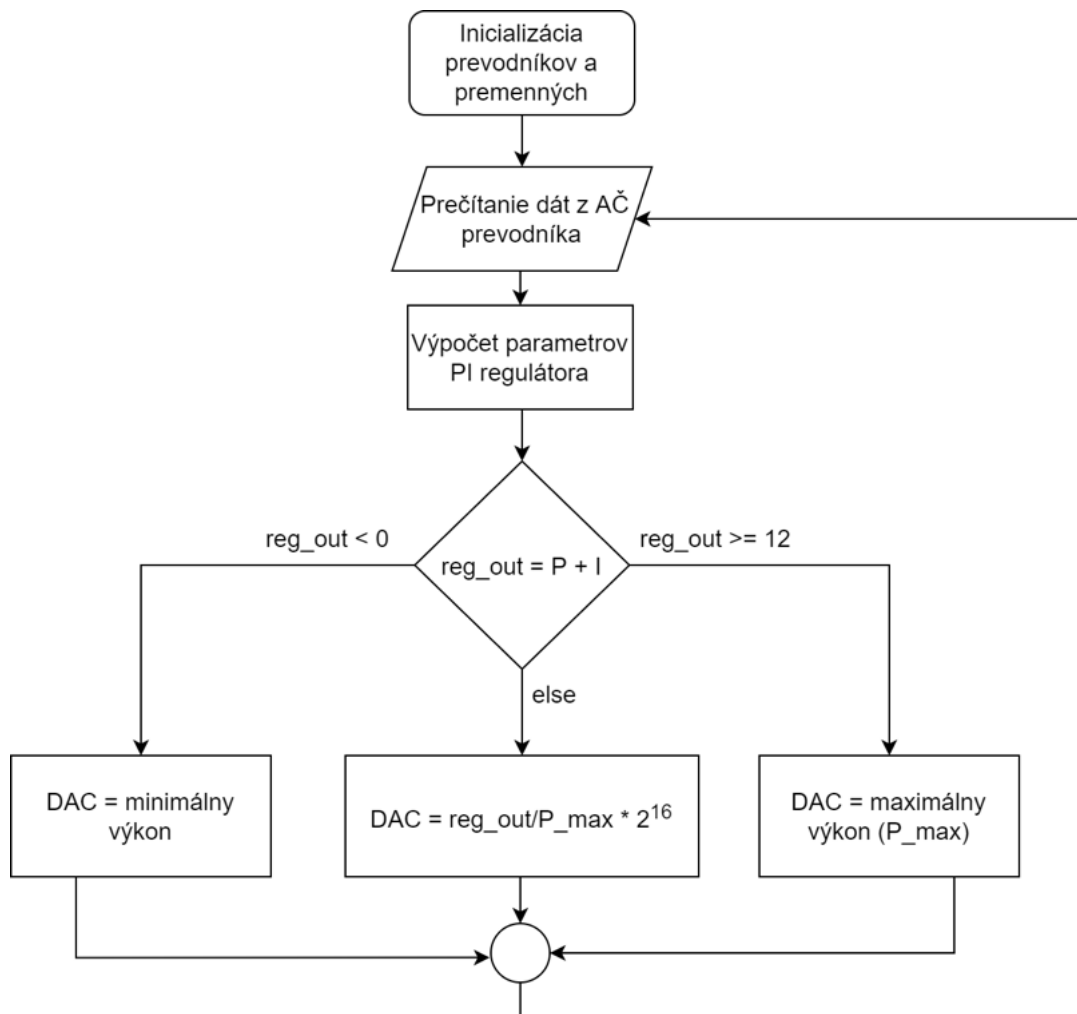 Inicializácia
prevodníkov a
premenných
Prečítanie dát z AČ
prevodníka
Výpočet parametrov
PI regulátora
reg_out < 0
reg_out >= 12
reg_out = P + I
else
DAC = minimálny
výkon
DAC = reg_out/P_max * 2^16
DAC = maximálny
výkon (P_max)